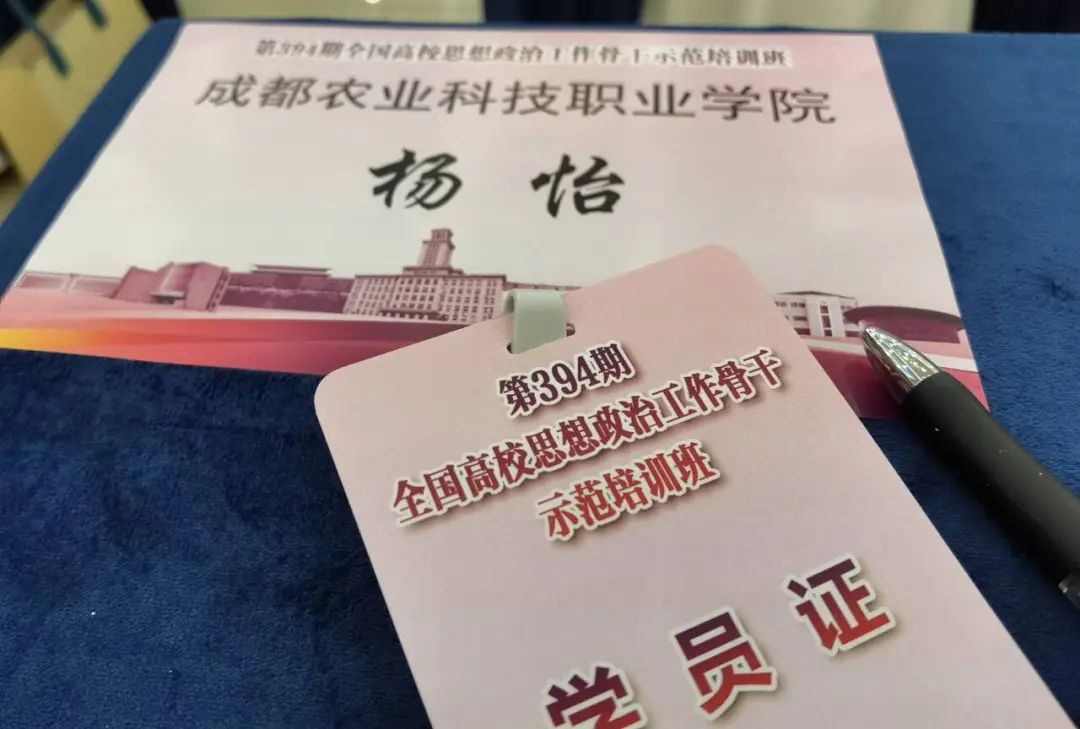 第394期全国高校思想政治工作骨干示范培训班
成都农业科技职业学院
杨怡
第394期
全国高校思想政治工作骨干
示范培训班
学员证